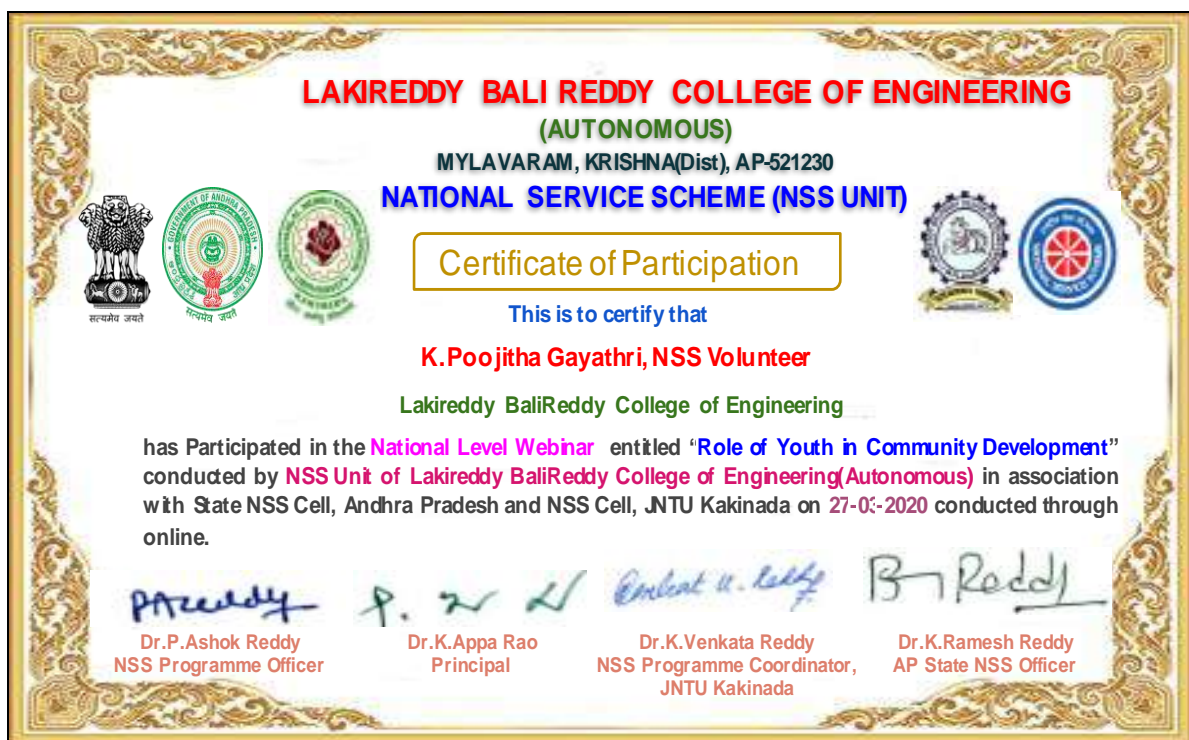 LAKIREDDY BALI REDDY COLLEGE OF ENGINEERING
(AUTONOMOUS)
MYLAVARAM, KRISHNA(Dist), AP-521230
NATIONAL SERVICE SCHEME (NSS UNIT)
GOVERNMENT OF ANDHRA PRADESH
सत्यमेव जयते
सत्यमेव जयते
Certificate of Participation
This is to certify that
K.Poojitha Gayathri, NSS Volunteer
Lakireddy BaliReddy College of Engineering
has Participated in the National Level Webinar entitled “Role of Youth in Community Development”
conducted by NSS Unit of Lakireddy BaliReddy College of Engineering(Autonomous) in association
with State NSS Cell, Andhra Pradesh and NSS Cell, JNTU Kakinada on 27-03-2020 conducted through
online.
Dr.P.Ashok Reddy
NSS Programme Officer
Dr.K.Appa Rao
Principal
Dr.K.Venkata Reddy
NSS Programme Coordinator,
JNTU Kakinada
Dr.K.Ramesh Reddy
AP State NSS Officer